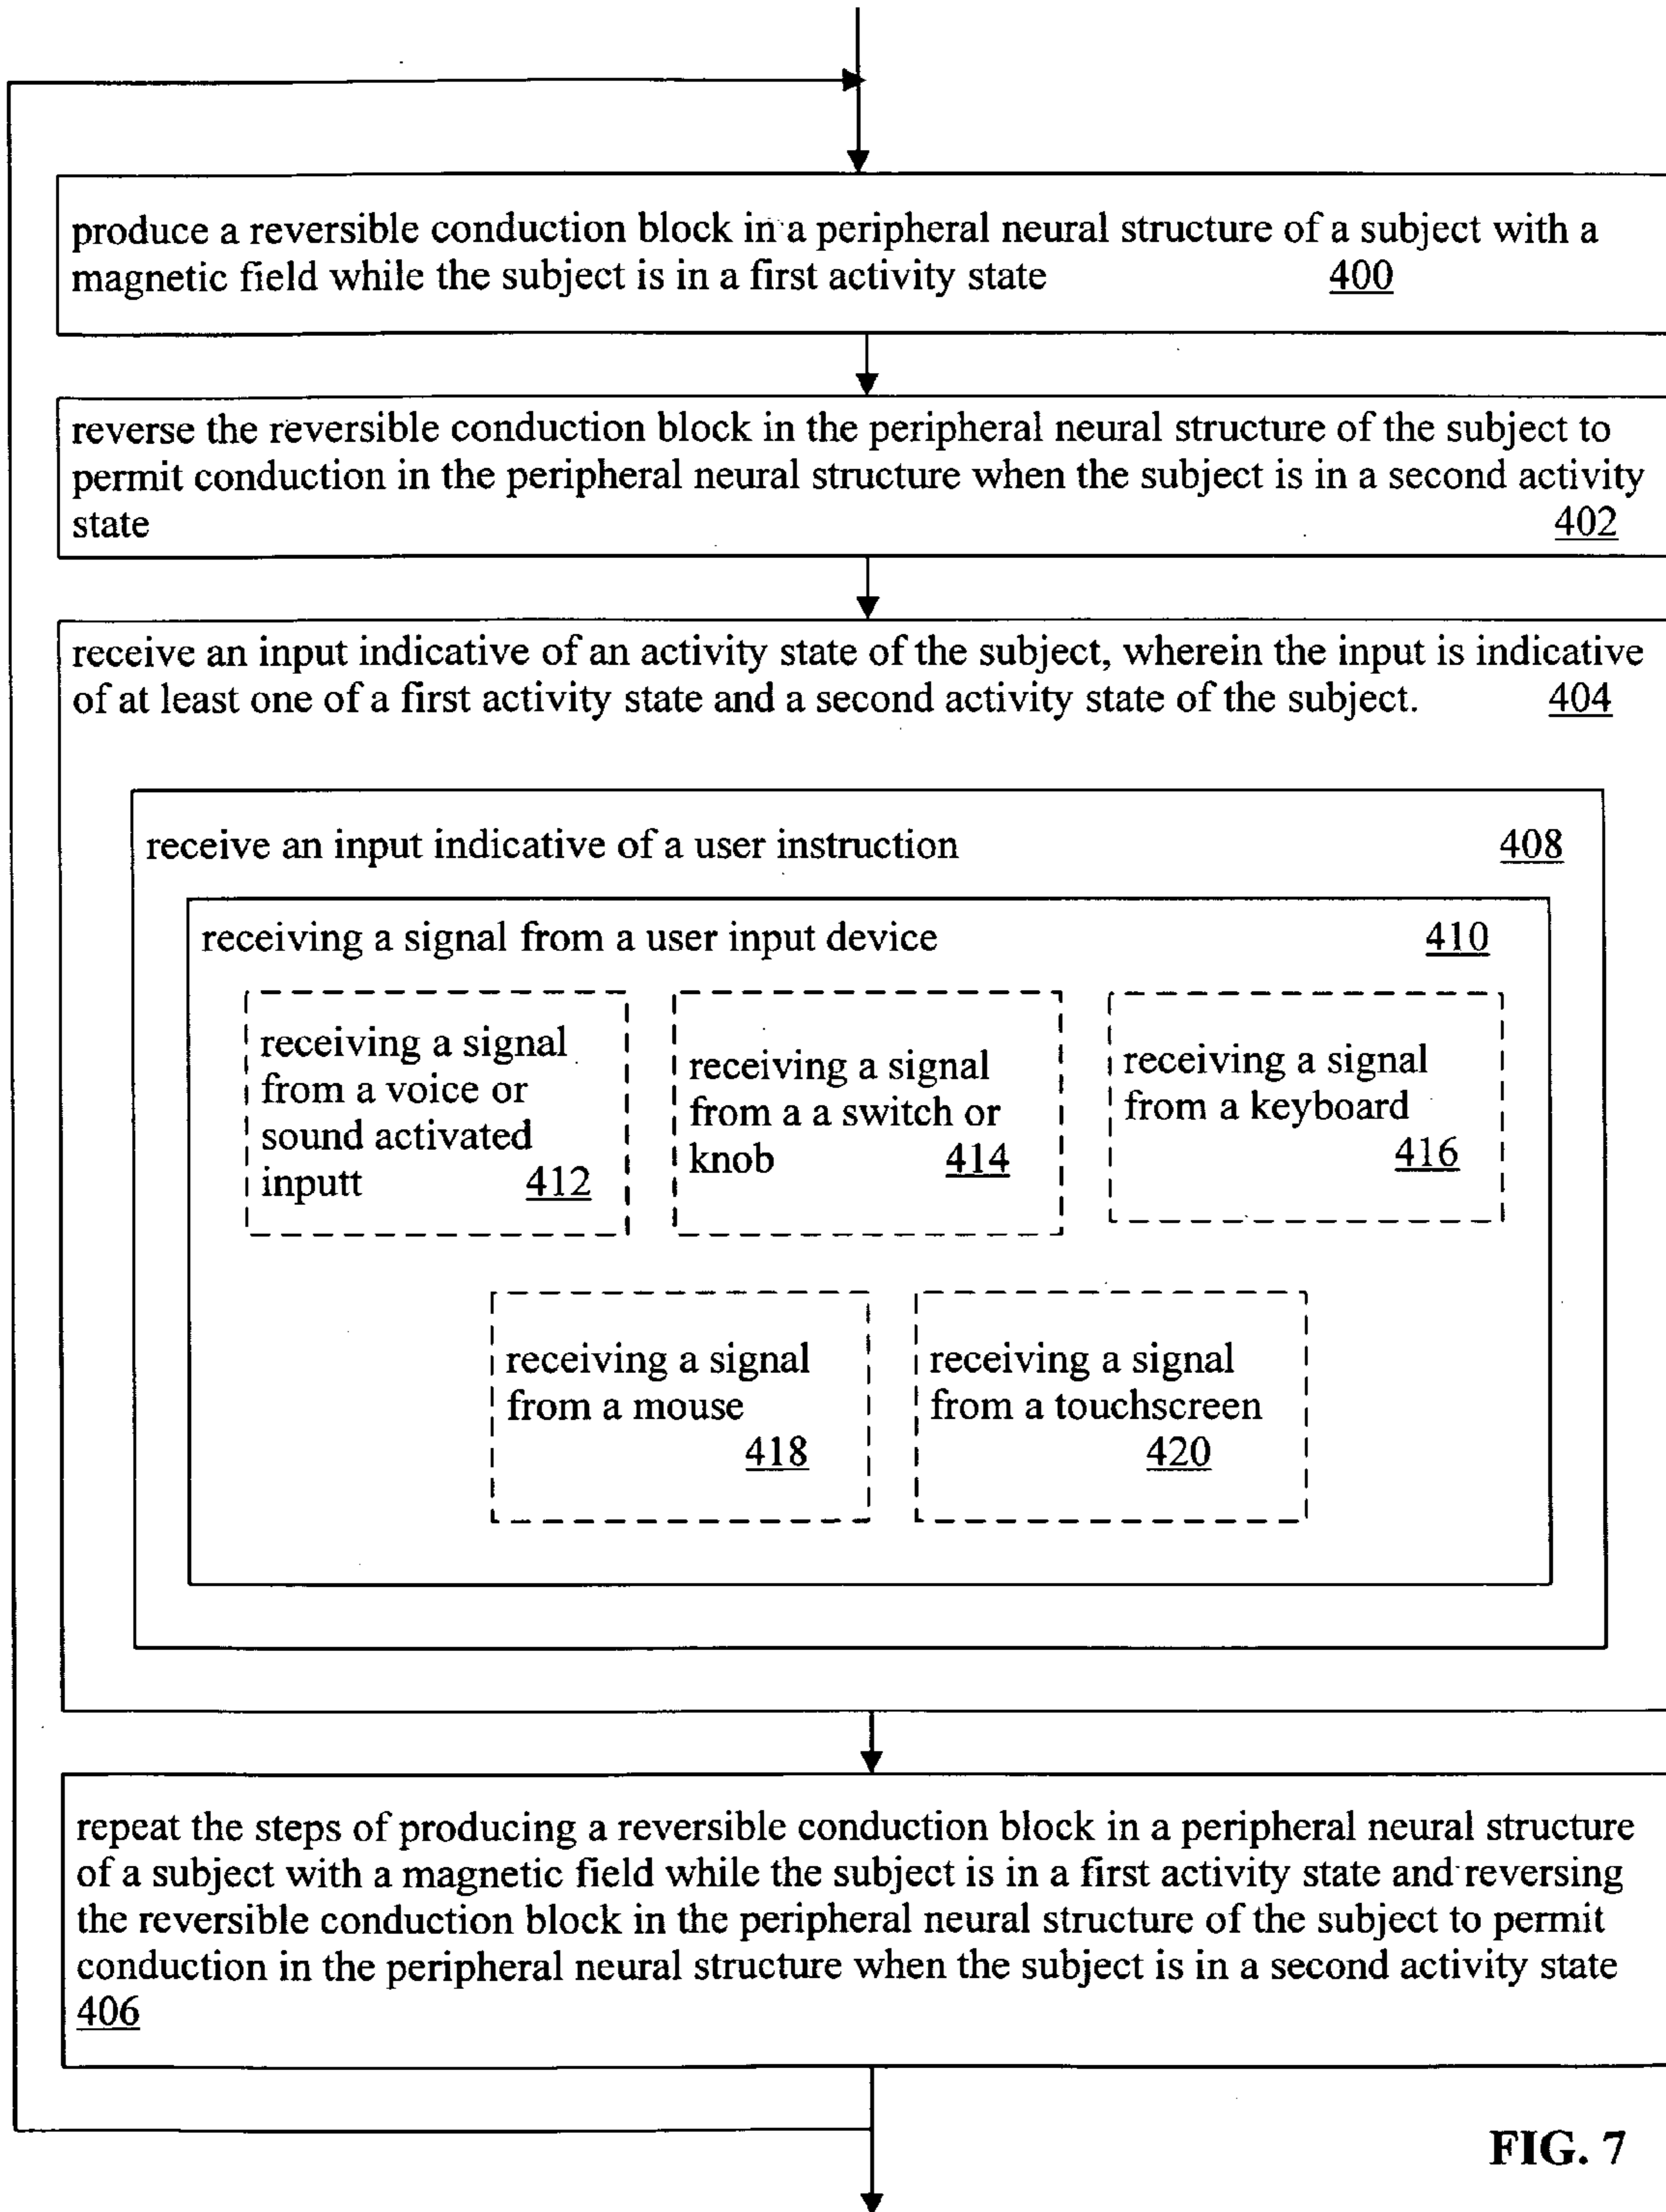 produce a reversible conduction block in a peripheral neural structure of a subject with a
magnetic field while the subject is in a first activity state 400
reverse the reversible conduction block in the peripheral neural structure of the subject to
permit conduction in the peripheral neural structure when the subject is in a second activity
state 402
receive an input indicative of an activity state of the subject, wherein the input is indicative
of at least one of a first activity state and a second activity state of the subject. 404
receive an input indicative of a user instruction 408
receiving a signal from a user input device 410
receiving a signal
from a voice or
sound activated
inputt 412
receiving a signal
from a a switch or
knob 414
receiving a signal
from a keyboard
416
receiving a signal
from a mouse
418
receiving a signal
from a touchscreen
420
repeat the steps of producing a reversible conduction block in a peripheral neural structure
of a subject with a magnetic field while the subject is in a first activity state and reversing
the reversible conduction block in the peripheral neural structure of the subject to permit
conduction in the peripheral neural structure when the subject is in a second activity state
406
FIG. 7